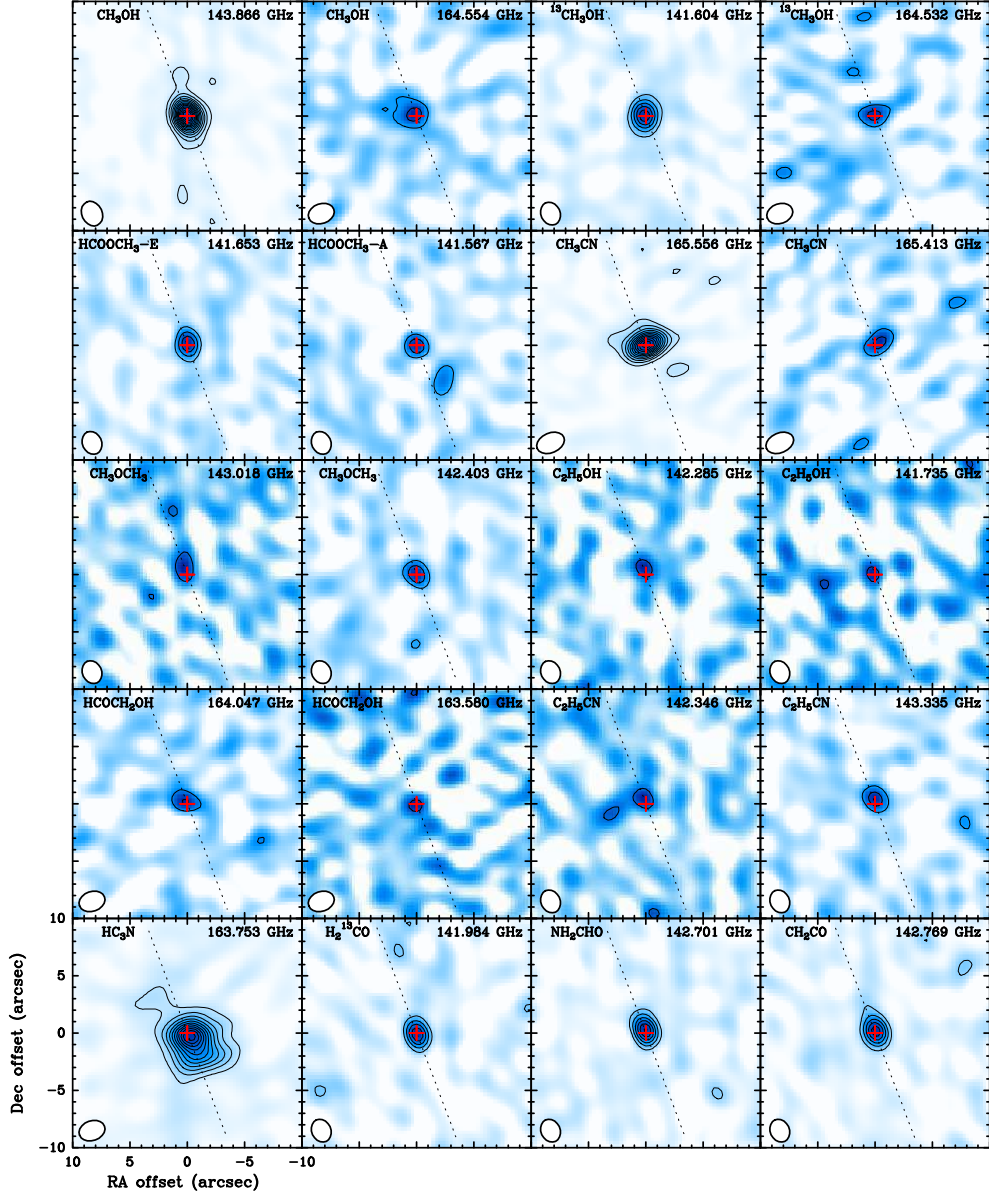 CH₃OH 143.866 GHz CH₃OH 164.554 GHz ¹³CH₃OH 141.604 GHz ¹³CH₃OH 164.532 GHz
HCOOCH₃−E 141.653 GHz HCOOCH₃−A 141.567 GHz CH₃CN 165.556 GHz CH₃CN 165.413 GHz
CH₃OCH₃ 143.018 GHz CH₃OCH₃ 142.403 GHz C₂H₅OH 142.285 GHz C₂H₅OH 141.735 GHz
HCOCH₂OH 164.047 GHz HCOCH₂OH 163.580 GHz C₂H₅CN 142.346 GHz C₂H₅CN 143.335 GHz
10
HC₃N 163.753 GHz H₂¹³CO 141.984 GHz NH₂CHO 142.701 GHz CH₂CO 142.769 GHz
5
0
−5
−10
Dec offset (arcsec)
10 5 0 −5 −10
RA offset (arcsec)